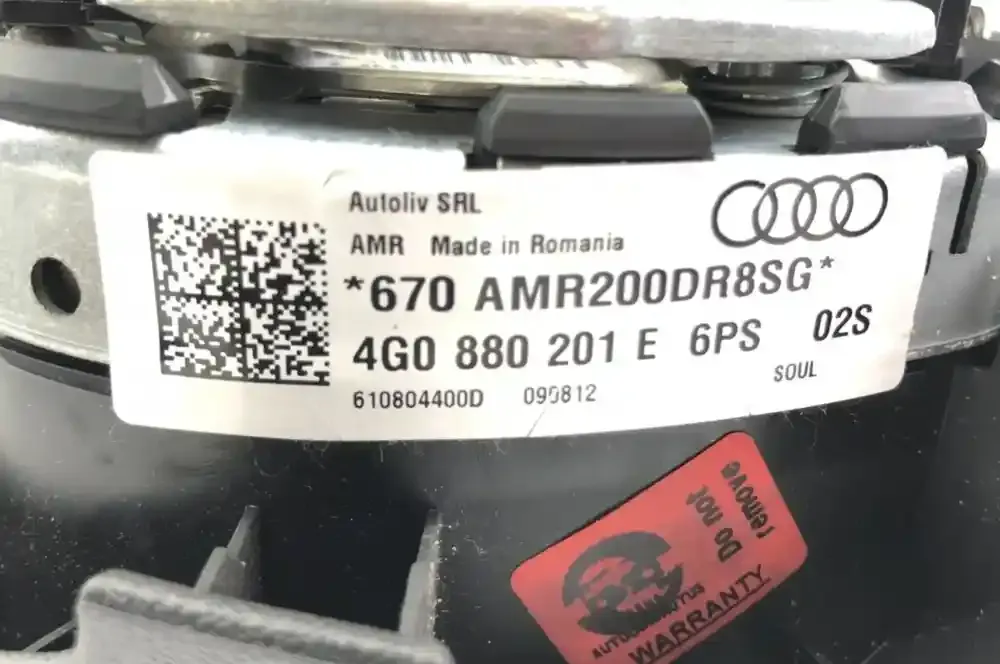 Autoliv SRL
AMR Made in Romania
*670 AMR200DR8SG*
4G0 880 201 E 6PS 02S
SOUL
610804400D 090812
Do not
remove
WARRANTY